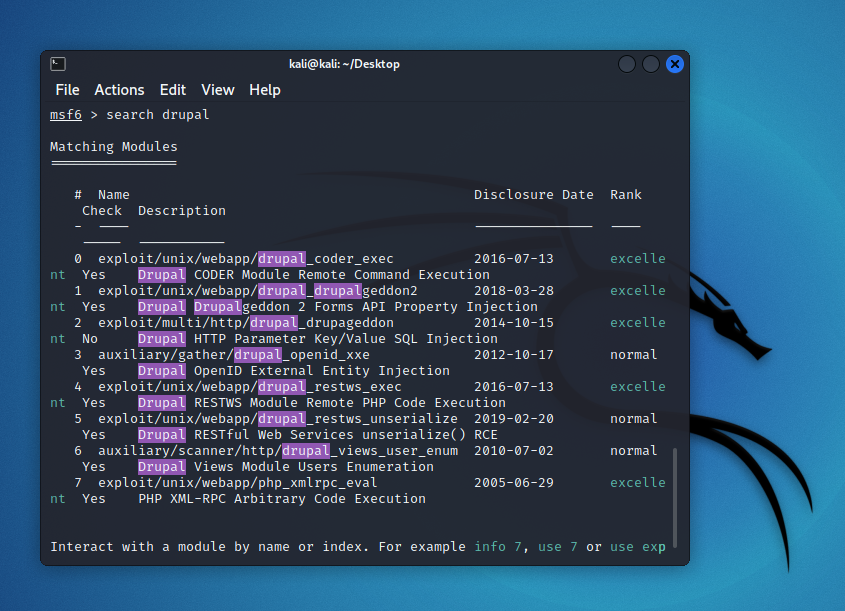 kali@kali: ~/Desktop
File Actions Edit View Help
msf6 > search drupal
Matching Modules
================
# Name Disclosure Date Rank
Check Description
- ---- --------------- ----
----- -----------
0 exploit/unix/webapp/drupal_coder_exec 2016-07-13 excelle
nt Yes Drupal CODER Module Remote Command Execution
1 exploit/unix/webapp/drupal_drupalgeddon2 2018-03-28 excelle
nt Yes Drupal Drupalgeddon 2 Forms API Property Injection
2 exploit/multi/http/drupal_drupageddon 2014-10-15 excelle
nt No Drupal HTTP Parameter Key/Value SQL Injection
3 auxiliary/gather/drupal_openid_xxe 2012-10-17 normal
Yes Drupal OpenID External Entity Injection
4 exploit/unix/webapp/drupal_restws_exec 2016-07-13 excelle
nt Yes Drupal RESTWS Module Remote PHP Code Execution
5 exploit/unix/webapp/drupal_restws_unserialize 2019-02-20 normal
Yes Drupal RESTful Web Services unserialize() RCE
6 auxiliary/scanner/http/drupal_views_user_enum 2010-07-02 normal
Yes Drupal Views Module Users Enumeration
7 exploit/unix/webapp/php_xmlrpc_eval 2005-06-29 excelle
nt Yes PHP XML-RPC Arbitrary Code Execution
Interact with a module by name or index. For example info 7, use 7 or use exp